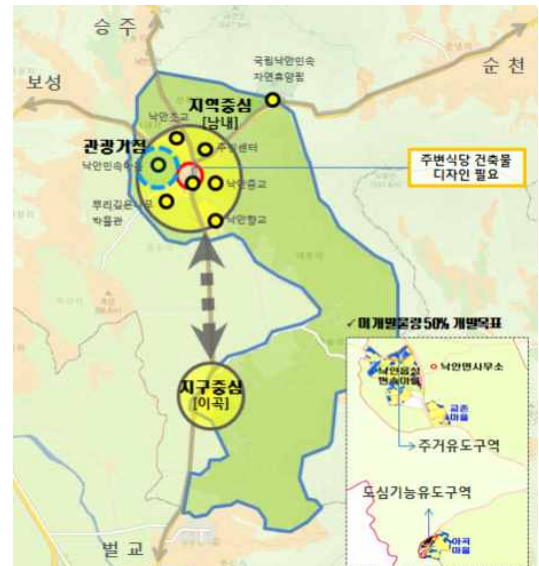 승주
순천
보성
국립낙안민속
자연휴양림
지역중심
[남내]
낙안초교
주민센터
관광거점
낙안민속마을
낙안중교
뿌리깊은나무
박물관
낙안향교
주변식당 건축물
디자인 필요
✓미개발물량 50% 개발목표
낙안읍성
민속마을
낙안면사무소
교촌
마을
주거유도구역
지구중심
[이곡]
도심기능유도구역
이곡
마을
벌교